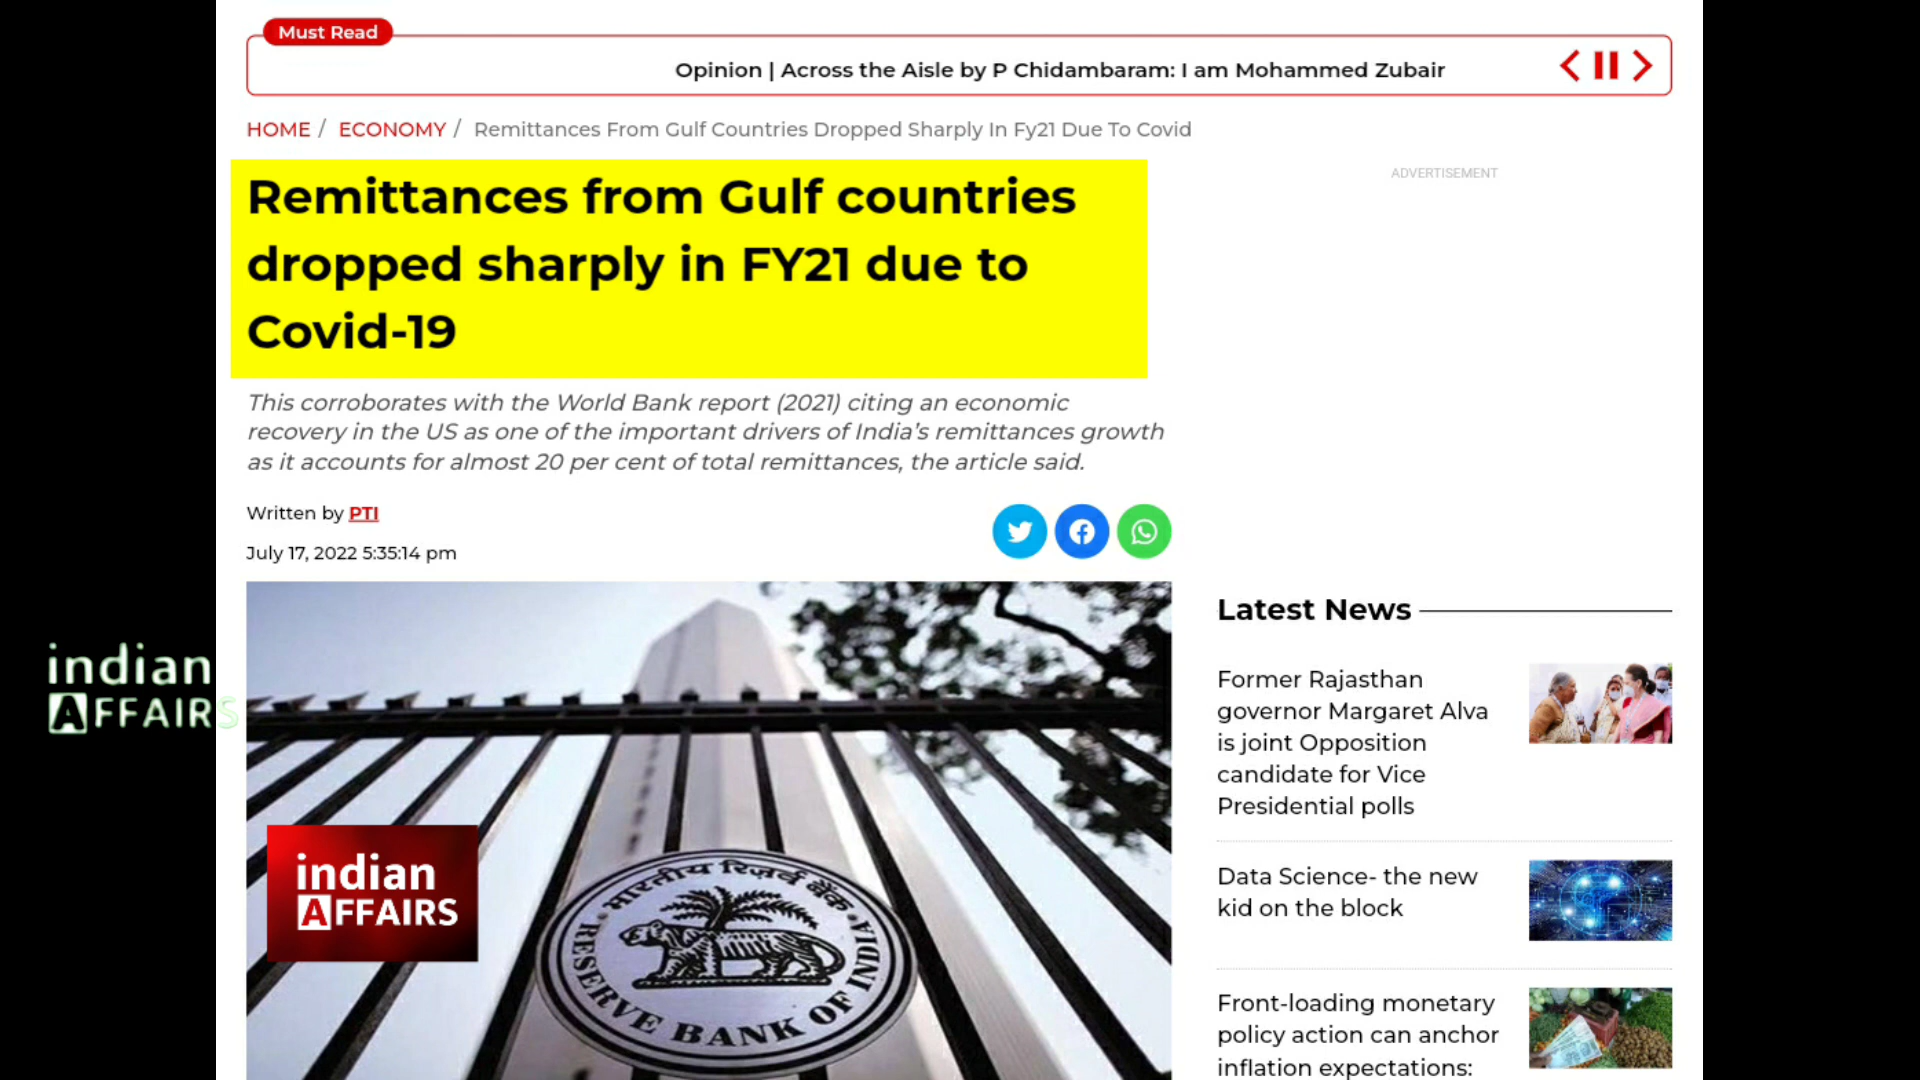 Must Read
Opinion | Across the Aisle by P Chidambaram: I am Mohammed Zubair
HOME / ECONOMY / Remittances From Gulf Countries Dropped Sharply In Fy21 Due To Covid
ADVERTISEMENT
Remittances from Gulf countries
dropped sharply in FY21 due to
Covid-19
This corroborates with the World Bank report (2021) citing an economic
recovery in the US as one of the important drivers of India's remittances growth
as it accounts for almost 20 per cent of total remittances, the article said.
Written by PTI
July 17, 2022 5:35:14 pm
indian
AFFAIRS
indian
AFFAIRS
भारतीय रिज़र्व बैंक
RESERVE BANK OF INDIA
Latest News
Former Rajasthan
governor Margaret Alva
is joint Opposition
candidate for Vice
Presidential polls
Data Science- the new
kid on the block
Front-loading monetary
policy action can anchor
inflation expectations: